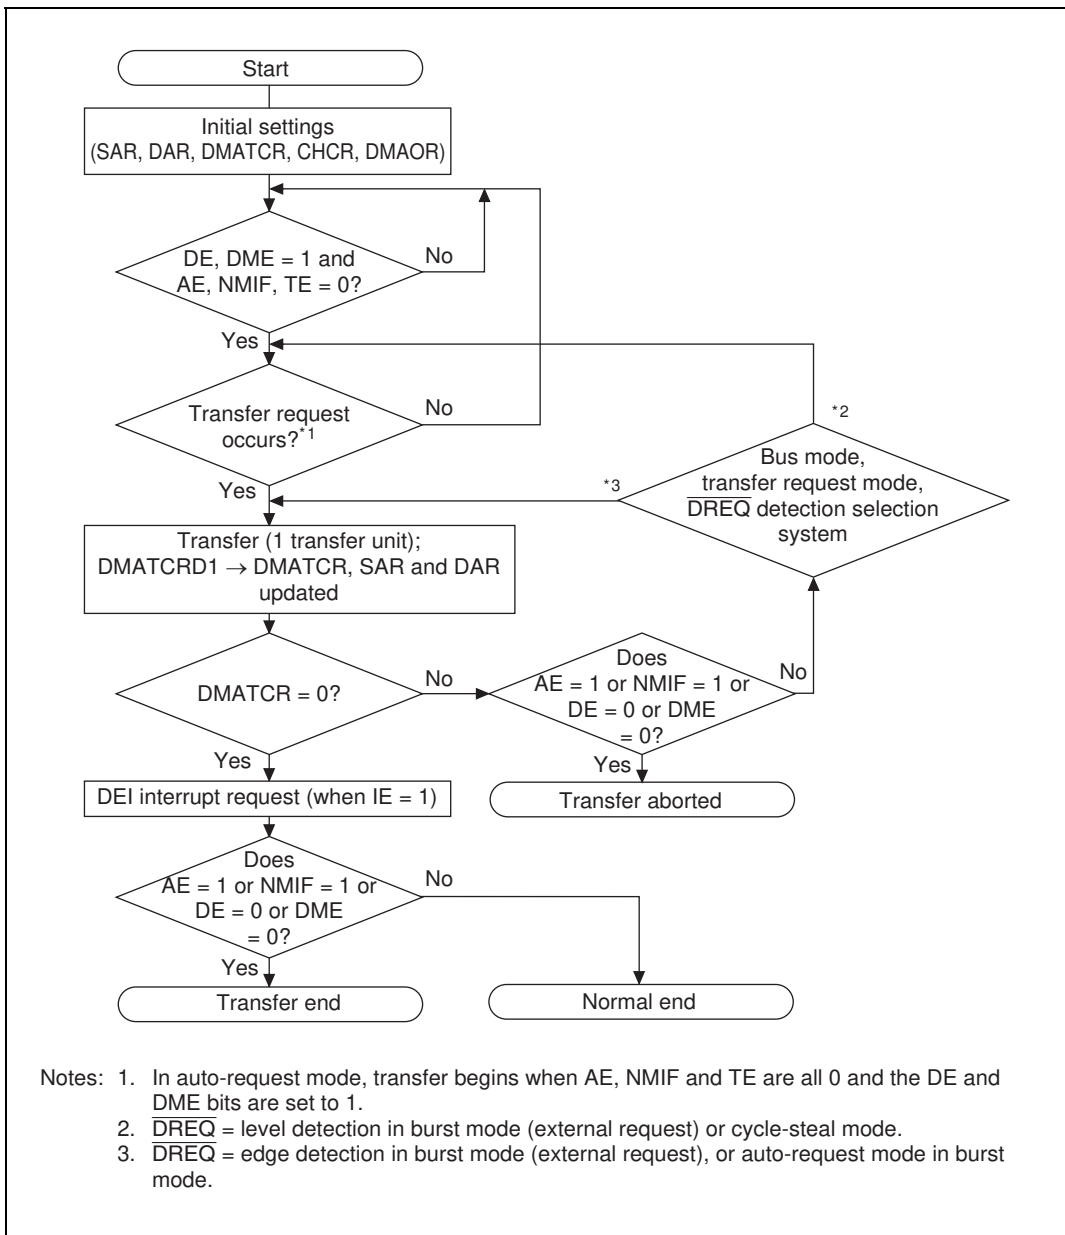 Start
Initial settings
(SAR, DAR, DMATCR, CHCR, DMAOR)
DE, DME = 1 and
AE, NMIF, TE = 0?
No
Yes
Transfer request
occurs?*1
No
Yes
*2
Bus mode,
transfer request mode,
DREQ detection selection
system
*3
Transfer (1 transfer unit);
DMATCRD1 → DMATCR, SAR and DAR
updated
DMATCR = 0?
No
Yes
Does
AE = 1 or NMIF = 1 or
DE = 0 or DME
= 0?
No
Yes
Transfer aborted
DEI interrupt request (when IE = 1)
Does
AE = 1 or NMIF = 1 or
DE = 0 or DME
= 0?
No
Yes
Transfer end
Normal end
Notes: 1. In auto-request mode, transfer begins when AE, NMIF and TE are all 0 and the DE and
DME bits are set to 1.
2. DREQ = level detection in burst mode (external request) or cycle-steal mode.
3. DREQ = edge detection in burst mode (external request), or auto-request mode in burst
mode.